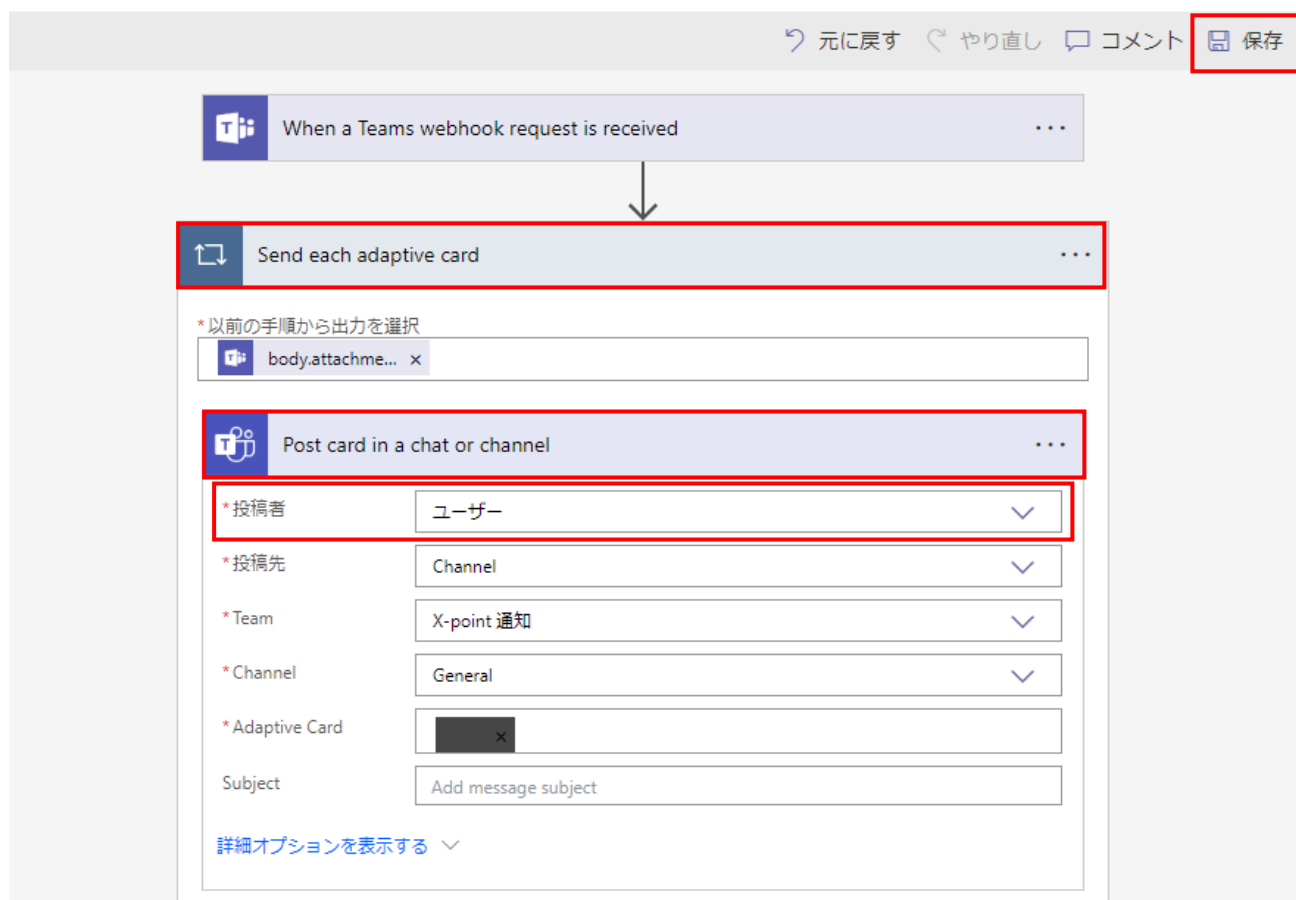 元に戻す やり直し コメント 保存
When a Teams webhook request is received
Send each adaptive card
*以前の手順から出力を選択
body.attachme... ×
Post card in a chat or channel
*投稿者 ユーザー
*投稿先 Channel
*Team X-point 通知
*Channel General
*Adaptive Card ×
Subject Add message subject
詳細オプションを表示する